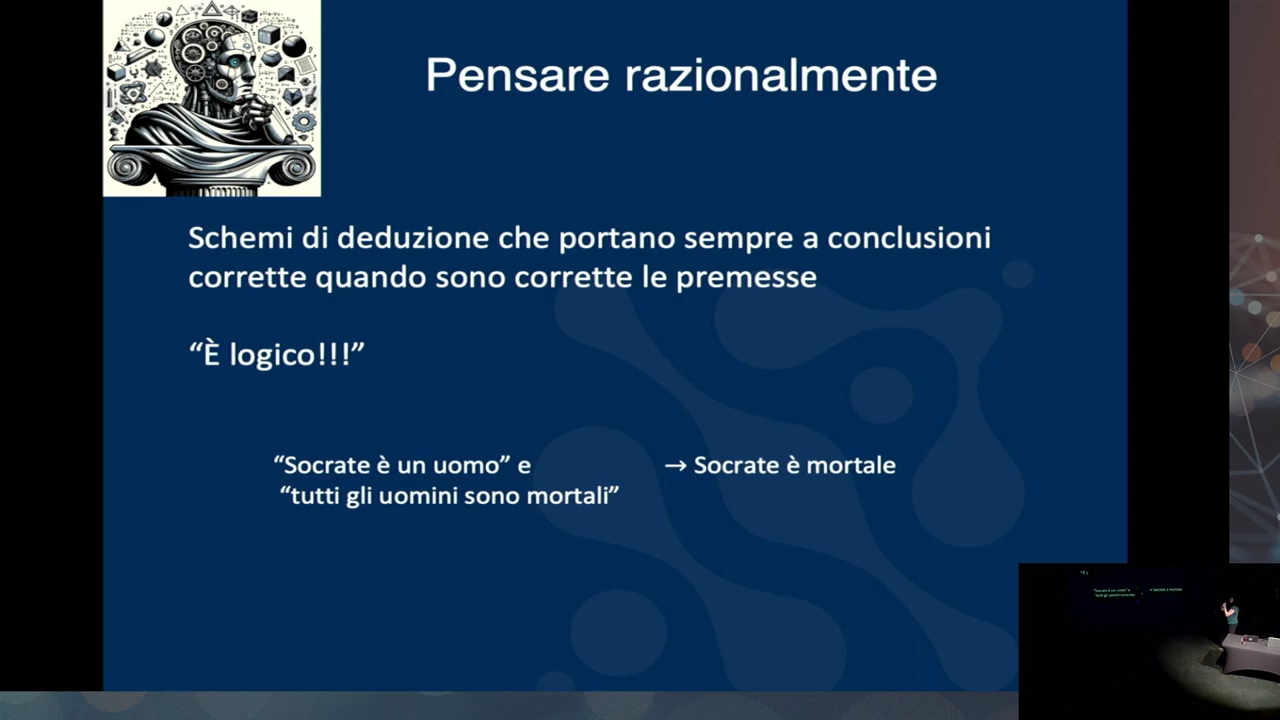 Pensare razionalmente
Schemi di deduzione che portano sempre a conclusioni
corrette quando sono corrette le premesse
“È logico!!!”
“Socrate è un uomo” e → Socrate è mortale
“tutti gli uomini sono mortali”